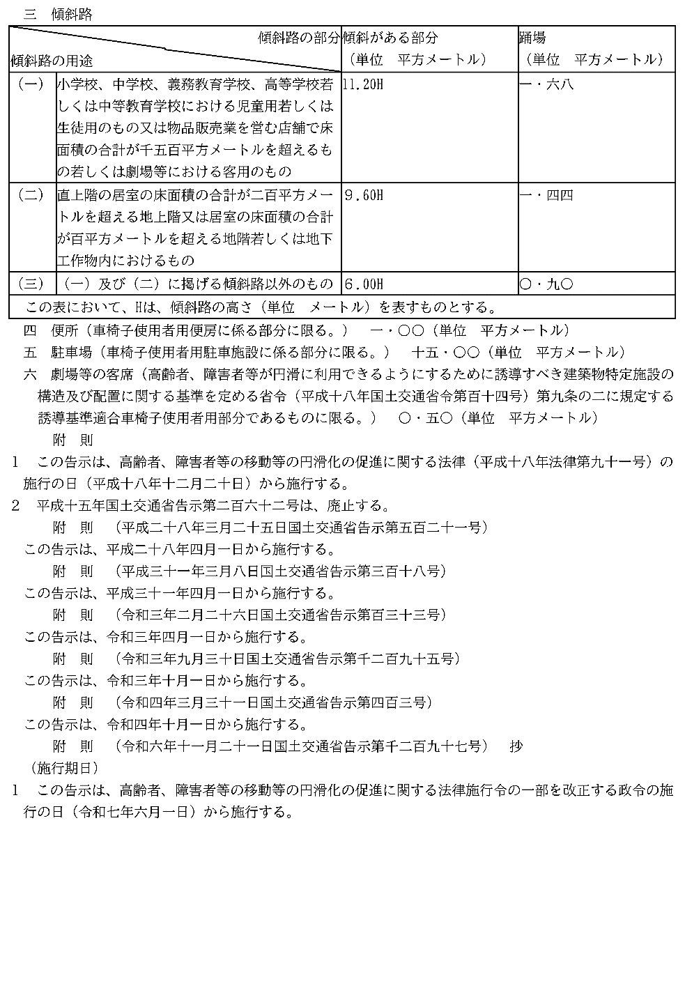 三　傾斜路
傾斜路の部分
傾斜路の用途
傾斜がある部分
（単位　平方メートル）
踊場
（単位　平方メートル）
（一）
小学校、中学校、義務教育学校、高等学校若
しくは中等教育学校における児童用若しくは
生徒用のもの又は物品販売業を営む店舗で床
面積の合計が千五百平方メートルを超えるも
の若しくは劇場等における客用のもの
11.20H
一・六八
（二）
直上階の居室の床面積の合計が二百平方メー
トルを超える地上階又は居室の床面積の合計
が百平方メートルを超える地階若しくは地下
工作物内におけるもの
9.60H
一・四四
（三）
（一）及び（二）に掲げる傾斜路以外のもの
6.00H
〇・九〇
この表において、Hは、傾斜路の高さ（単位　メートル）を表すものとする。
四　便所（車椅子使用者用便房に係る部分に限る。）　一・〇〇（単位　平方メートル）
五　駐車場（車椅子使用者用駐車施設に係る部分に限る。）　十五・〇〇（単位　平方メートル）
六　劇場等の客席（高齢者、障害者等が円滑に利用できるようにするために誘導すべき建築物特定施設の
構造及び配置に関する基準を定める省令（平成十八年国土交通省令第百十四号）第九条の二に規定する
誘導基準適合車椅子使用者用部分であるものに限る。）　〇・五〇（単位　平方メートル）
附　則
１　この告示は、高齢者、障害者等の移動等の円滑化の促進に関する法律（平成十八年法律第九十一号）の
施行の日（平成十八年十二月二十日）から施行する。
２　平成十五年国土交通省告示第二百六十二号は、廃止する。
附　則　（平成二十八年三月二十五日国土交通省告示第五百二十一号）
この告示は、平成二十八年四月一日から施行する。
附　則　（平成三十一年三月八日国土交通省告示第三百十八号）
この告示は、平成三十一年四月一日から施行する。
附　則　（令和三年二月二十六日国土交通省告示第百三十三号）
この告示は、令和三年四月一日から施行する。
附　則　（令和三年九月三十日国土交通省告示第千二百九十五号）
この告示は、令和三年十月一日から施行する。
附　則　（令和四年三月三十一日国土交通省告示第四百三号）
この告示は、令和四年十月一日から施行する。
附　則　（令和六年十一月二十一日国土交通省告示第千二百九十七号）　抄
（施行期日）
１　この告示は、高齢者、障害者等の移動等の円滑化の促進に関する法律施行令の一部を改正する政令の施
行の日（令和七年六月一日）から施行する。